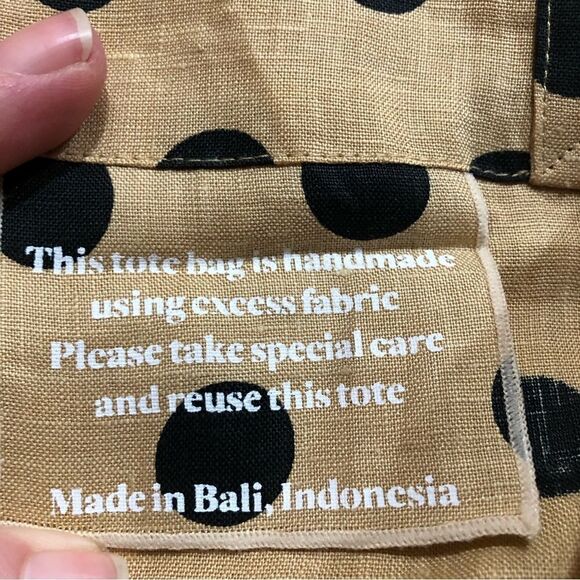 This tote bag is handmade
using excess fabric
Please take special care
and reuse this tote
Made in Bali, Indonesia